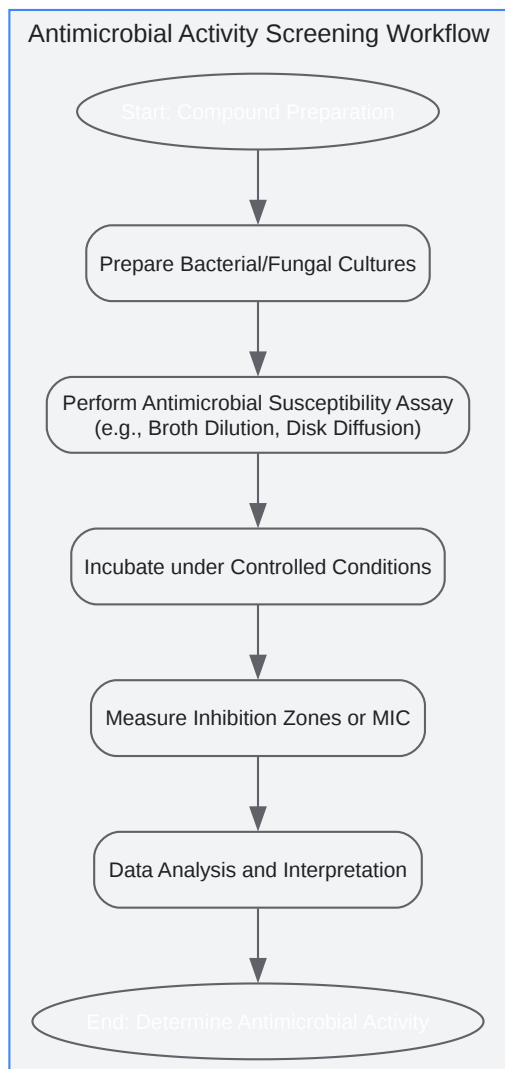 Antimicrobial Activity Screening Workflow
Start: Compound Preparation
Prepare Bacterial/Fungal Cultures
Perform Antimicrobial Susceptibility Assay
(e.g., Broth Dilution, Disk Diffusion)
Incubate under Controlled Conditions
Measure Inhibition Zones or MIC
Data Analysis and Interpretation
End: Determine Antimicrobial Activity